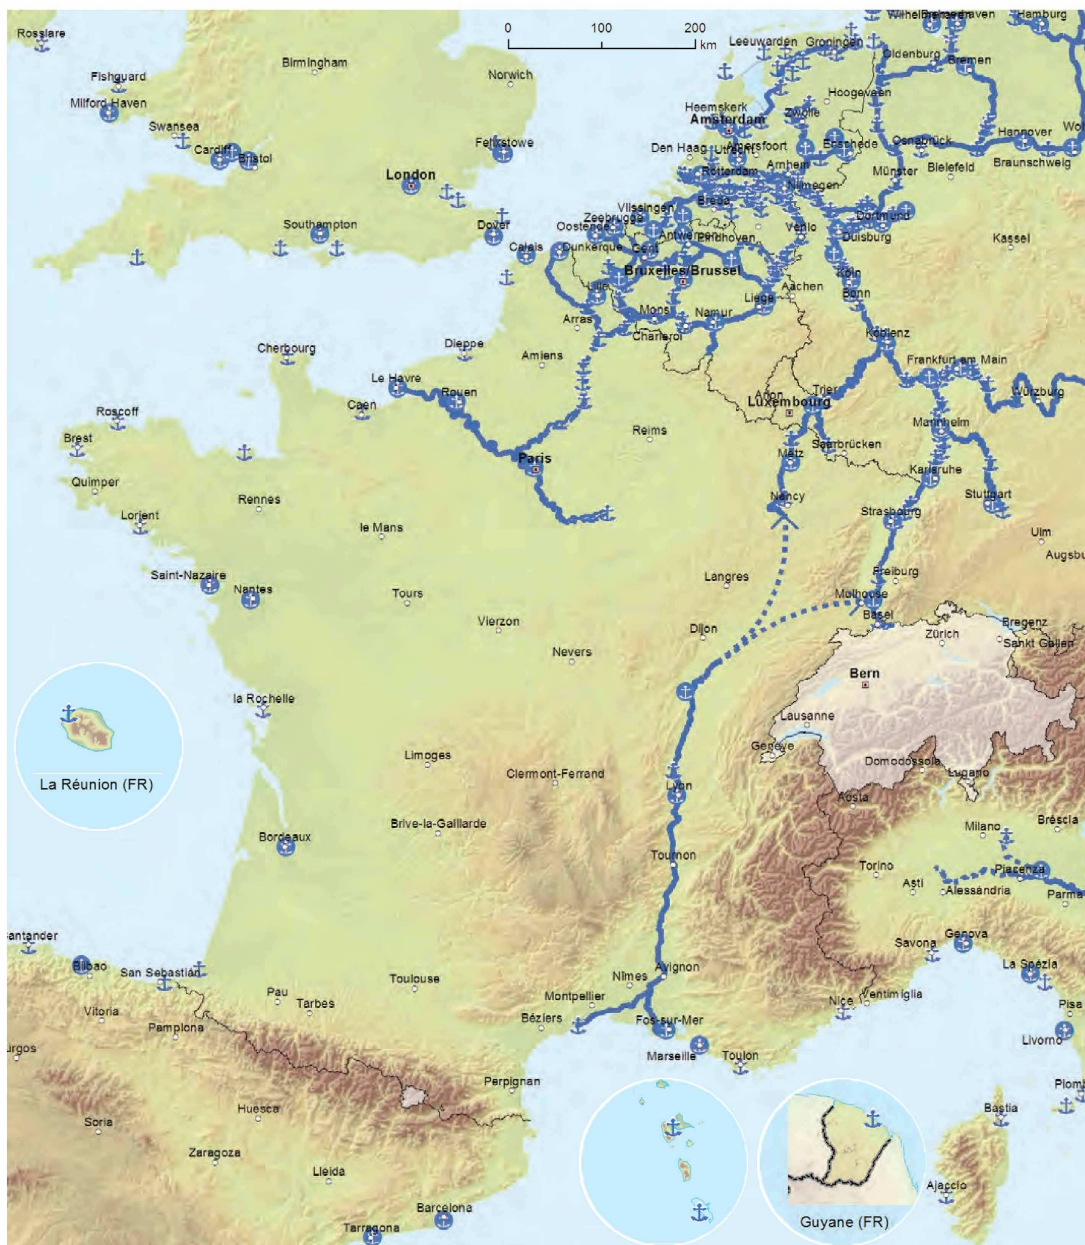 Rosslare
Wilhelmshaven
Hamburg
0
100
200
km
Leeuwarden
Groningen
Birmingham
Oldenburg
Bremen
Fishguard
Norwich
Milford Haven
Heemskerk
Hoogeveen
Zwolle
Amsterdam
Swansea
Cardiff
Bristol
Felixstowe
Den Haag
Utrecht
Amersfoort
Enschede
Osnabrück
Hannover
Arnhem
Bielefeld
Braunschweig
London
Rotterdam
Nijmegen
Münster
Breda
Vlissingen
Zeebrugge
Southampton
Dover
Oostende
Antwerpen
Eindhoven
Venlo
Dortmund
Duisburg
Kassel
Calais
Dunkerque
Gent
Bruxelles/Brussel
Köln
Lille
Aachen
Bonn
Liège
Arras
Mons
Namur
Charleroi
Koblenz
Dieppe
Amiens
Cherbourg
Frankfurt am Main
Le Havre
Rouen
Arlon
Trier
Würzburg
Luxembourg
Caen
Roscoff
Mannheim
Brest
Reims
Saarbrücken
Metz
Paris
Karlsruhe
Quimper
Rennes
Nancy
Stuttgart
Lorient
le Mans
Strasbourg
Ulm
Augsbu
Saint-Nazaire
Nantes
Tours
Langres
Freiburg
Mulhouse
Vierzon
Dijon
Basel
Bregenz
Zürich
Sankt Gallen
Nevers
Bern
la Rochelle
Lausanne
Genève
La Réunion (FR)
Limoges
Clermont-Ferrand
Lyon
Domodossola
Lugano
Aosta
Brive-la-Gaillarde
Bordeaux
Milano
Brescia
Tournon
Torino
Piacenza
Asti
Alessandria
Parma
Santander
Bilbao
San Sebastián
Toulouse
Nîmes
Avignon
Savona
Genova
La Spezia
Pau
Tarbes
Montpellier
Vitoria
Pamplona
Béziers
Fos-sur-Mer
Nice
Ventimiglia
Pisa
urgos
Marseille
Toulon
Livorno
Perpignan
Piomb
Soria
Huesca
Bastia
Zaragoza
Lleida
Ajaccio
Barcelona
Tarragona
Guyane (FR)